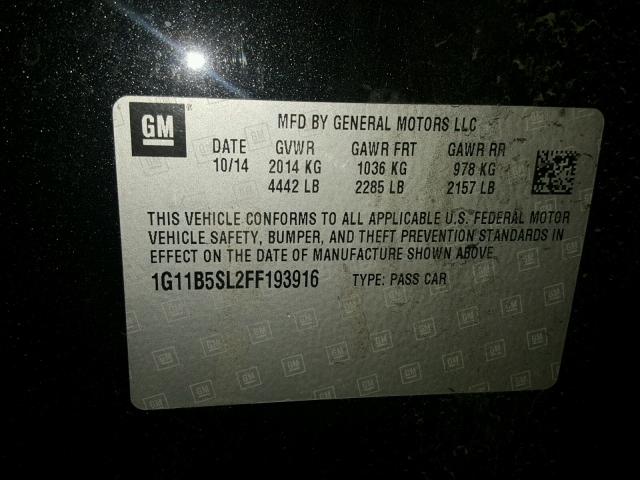 GM ®
MFD BY GENERAL MOTORS LLC
DATE GVWR GAWR FRT GAWR RR
10/14 2014 KG 1036 KG 978 KG
4442 LB 2285 LB 2157 LB
THIS VEHICLE CONFORMS TO ALL APPLICABLE U.S. FEDERAL MOTOR
VEHICLE SAFETY, BUMPER, AND THEFT PREVENTION STANDARDS IN
EFFECT ON THE DATE OF MANUFACTURE SHOWN ABOVE.
1G11B5SL2FF193916 TYPE: PASS CAR